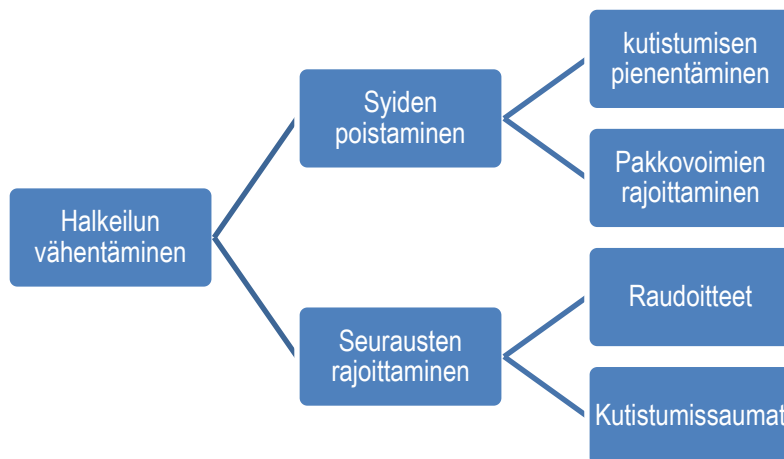 Halkeilun
vähentäminen
Syiden
poistaminen
kutistumisen
pienentäminen
Pakkovoimien
rajoittaminen
Seurausten
rajoittaminen
Raudoitteet
Kutistumissaumat